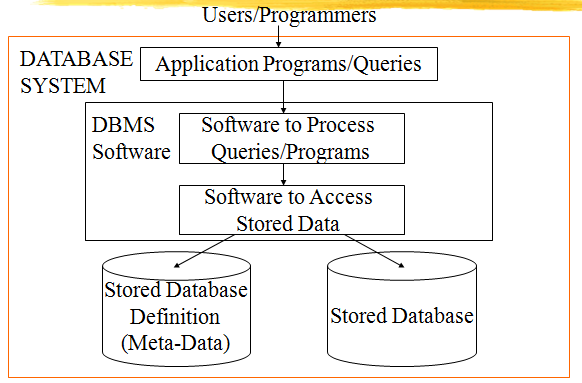 Users/Programmers
DATABASE
SYSTEM
Application Programs/Queries
DBMS
Software
Software to Process
Queries/Programs
Software to Access
Stored Data
Stored Database
Definition
(Meta-Data)
Stored Database